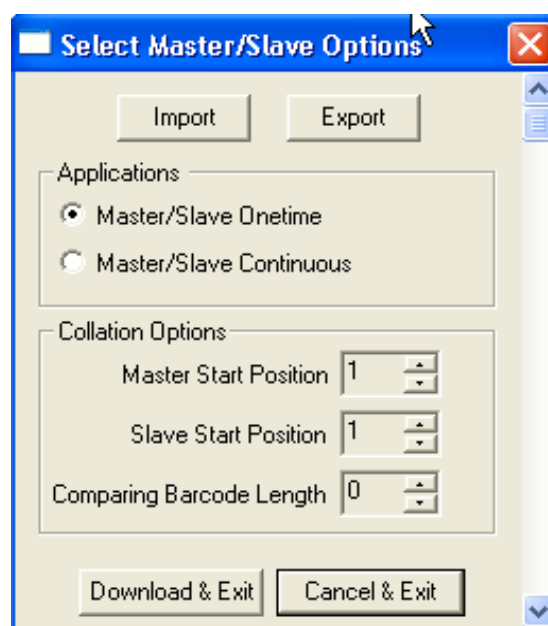 Select Master/Slave Options
Import Export
Applications
Master/Slave Onetime
Master/Slave Continuous
Collation Options
Master Start Position 1
Slave Start Position 1
Comparing Barcode Length 0
Download & Exit Cancel & Exit